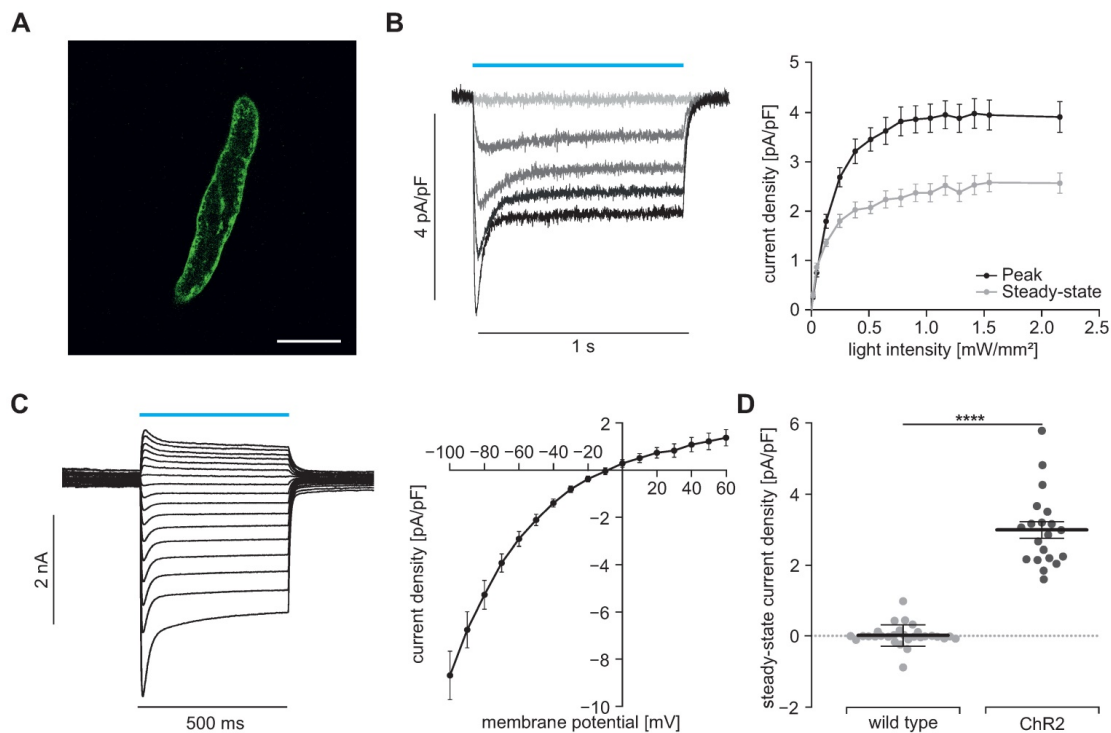 A
B
4 pA/pF
1 s
current density [pA/pF]
5
4
3
2
1
0
Peak
Steady-state
0 0.5 1.0 1.5 2.0 2.5
light intensity [mW/mm²]
C
2 nA
500 ms
current density [pA/pF]
2
−100 −80 −60 −40 −20
20 40 60
−2
−4
−6
−8
−10
membrane potential [mV]
D
steady-state current density [pA/pF]
6
4
2
0
−2
****
wild type ChR2